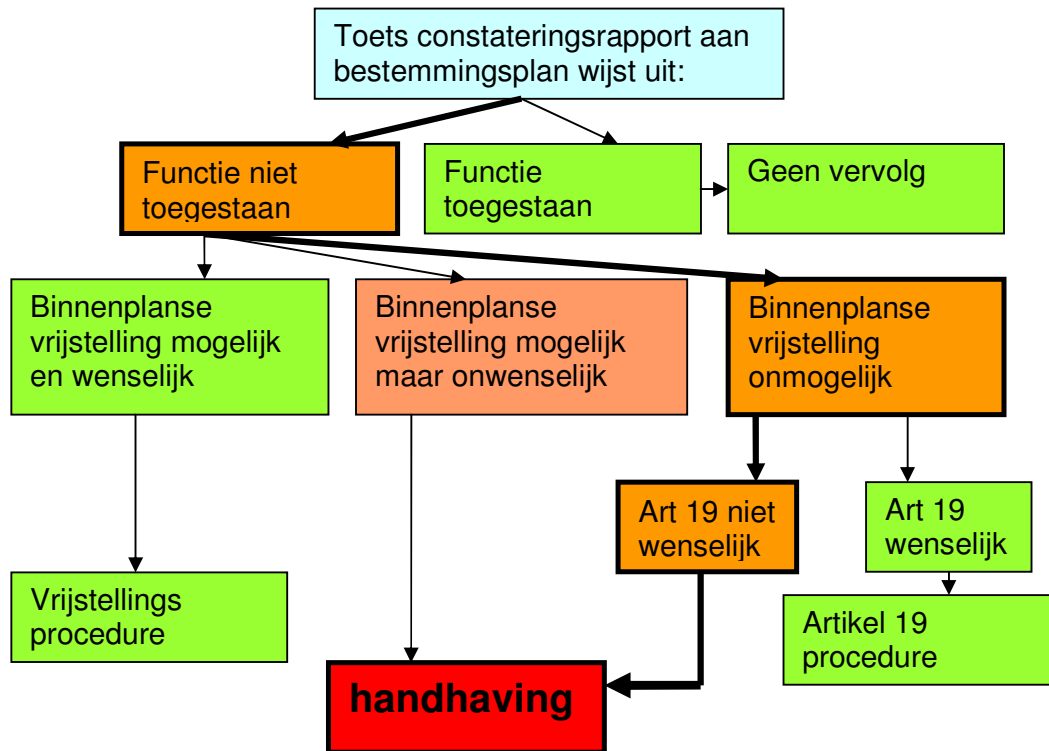 Toets constateringsrapport aan
bestemmingsplan wijst uit:
Functie niet
toegestaan
Functie
toegestaan
Geen vervolg
Binnenplanse
vrijstelling mogelijk
en wenselijk
Binnenplanse
vrijstelling mogelijk
maar onwenselijk
Binnenplanse
vrijstelling
onmogelijk
Art 19 niet
wenselijk
Art 19
wenselijk
Vrijstellings
procedure
Artikel 19
procedure
handhaving